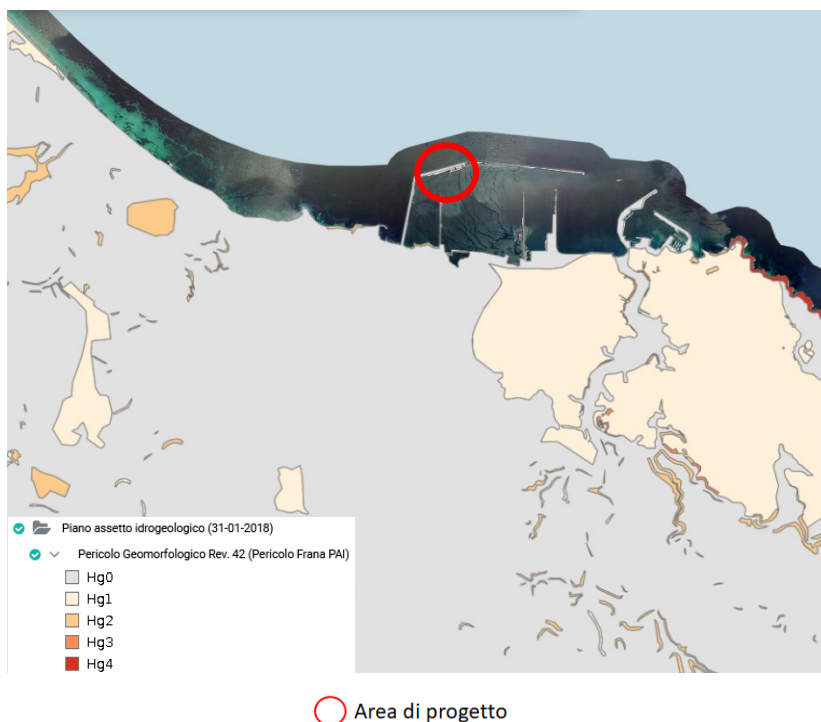 Piano assetto idrogeologico (31-01-2018)
Pericolo Geomorfologico Rev. 42 (Pericolo Frana PAI)
Hg0
Hg1
Hg2
Hg3
Hg4
Area di progetto